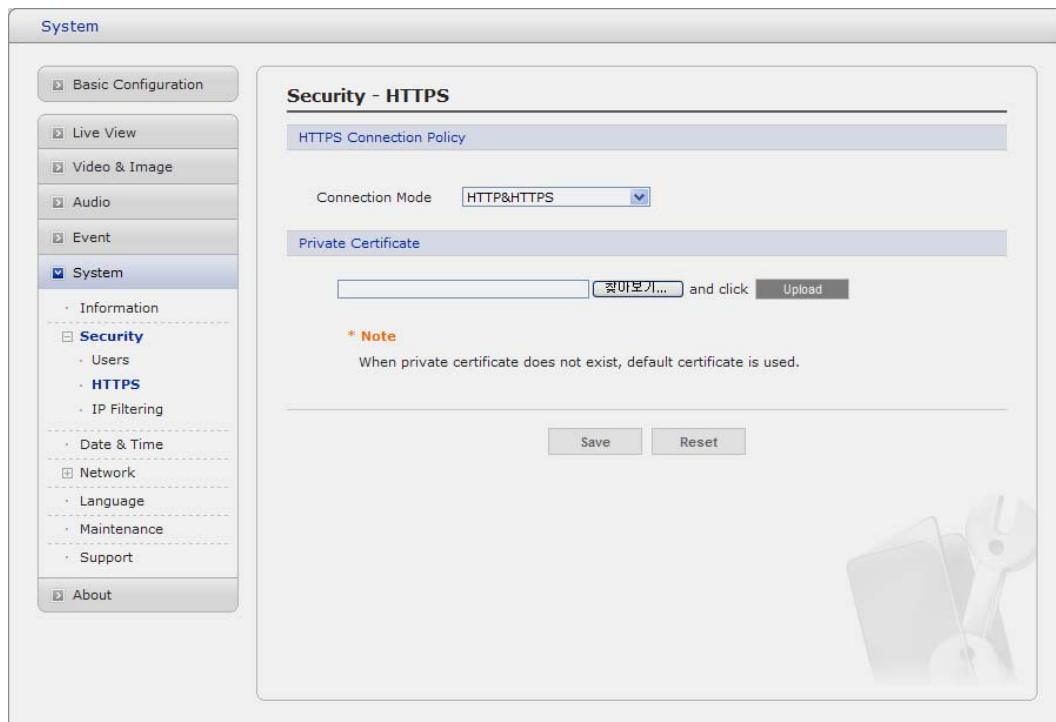 System
Basic Configuration
Live View
Video & Image
Audio
Event
System
Information
Security
Users
HTTPS
IP Filtering
Date & Time
Network
Language
Maintenance
Support
About
Security - HTTPS
HTTPS Connection Policy
Connection Mode HTTP&HTTPS
Private Certificate
찾아보기... and click Upload
* Note
When private certificate does not exist, default certificate is used.
Save Reset